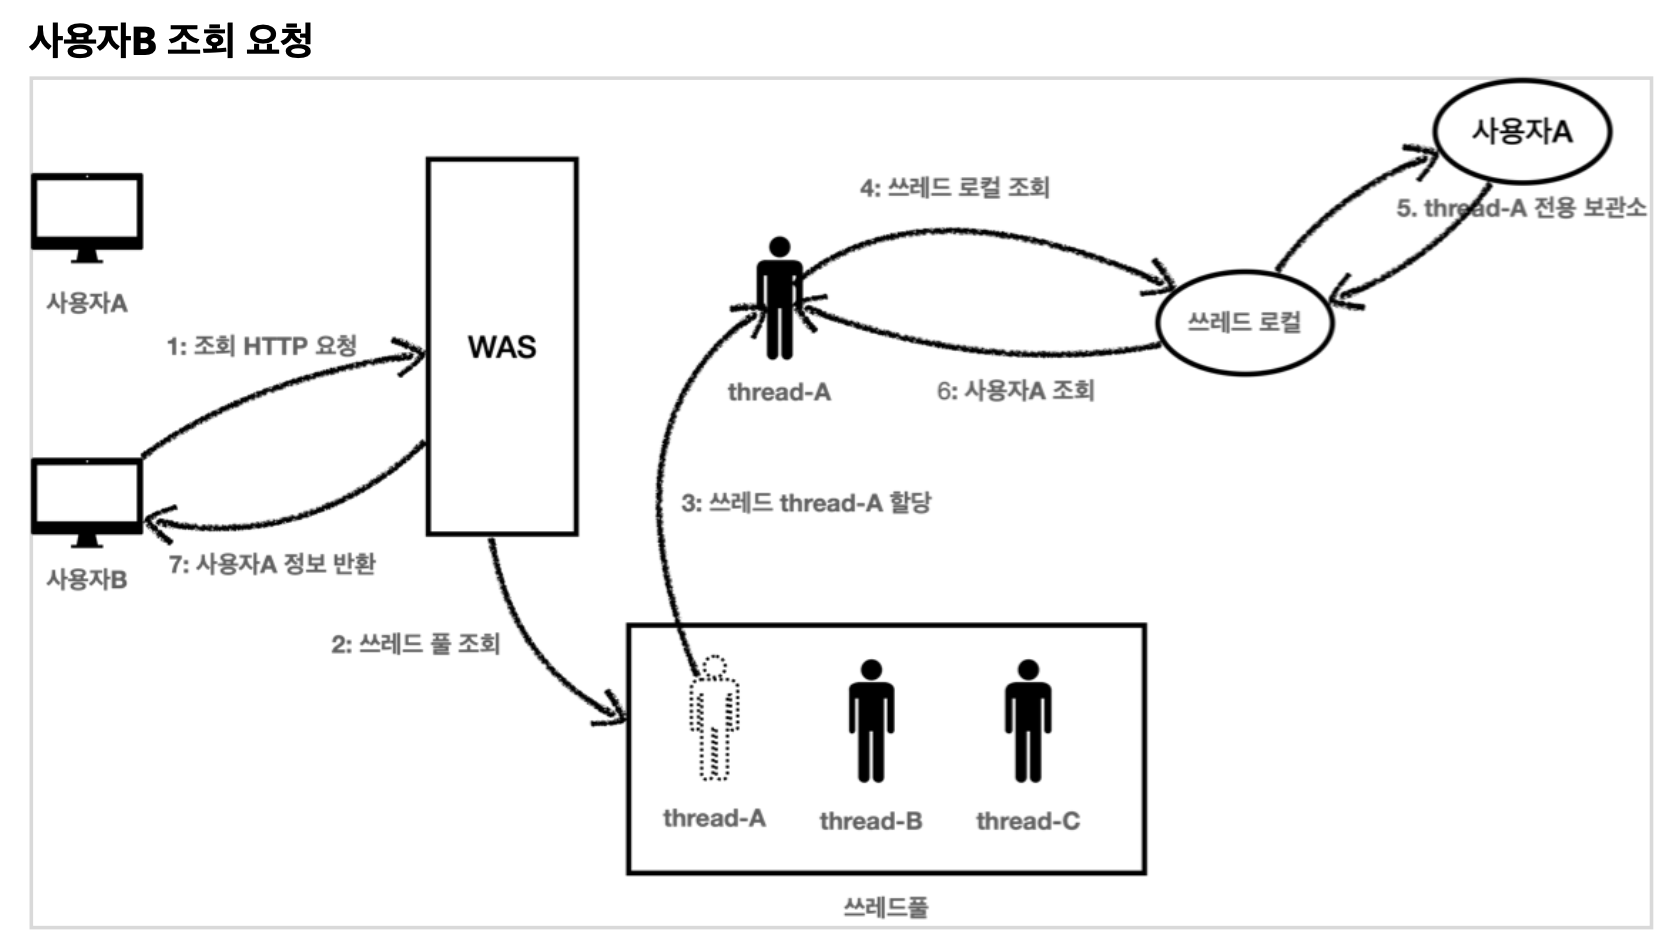 사용자B 조회 요청
사용자A
4: 쓰레드 로컬 조회
5. thread-A 전용 보관소
사용자A
1: 조회 HTTP 요청
WAS
쓰레드 로컬
thread-A
6: 사용자A 조회
3: 쓰레드 thread-A 할당
사용자B
7: 사용자A 정보 반환
2: 쓰레드 풀 조회
thread-A
thread-B
thread-C
쓰레드풀